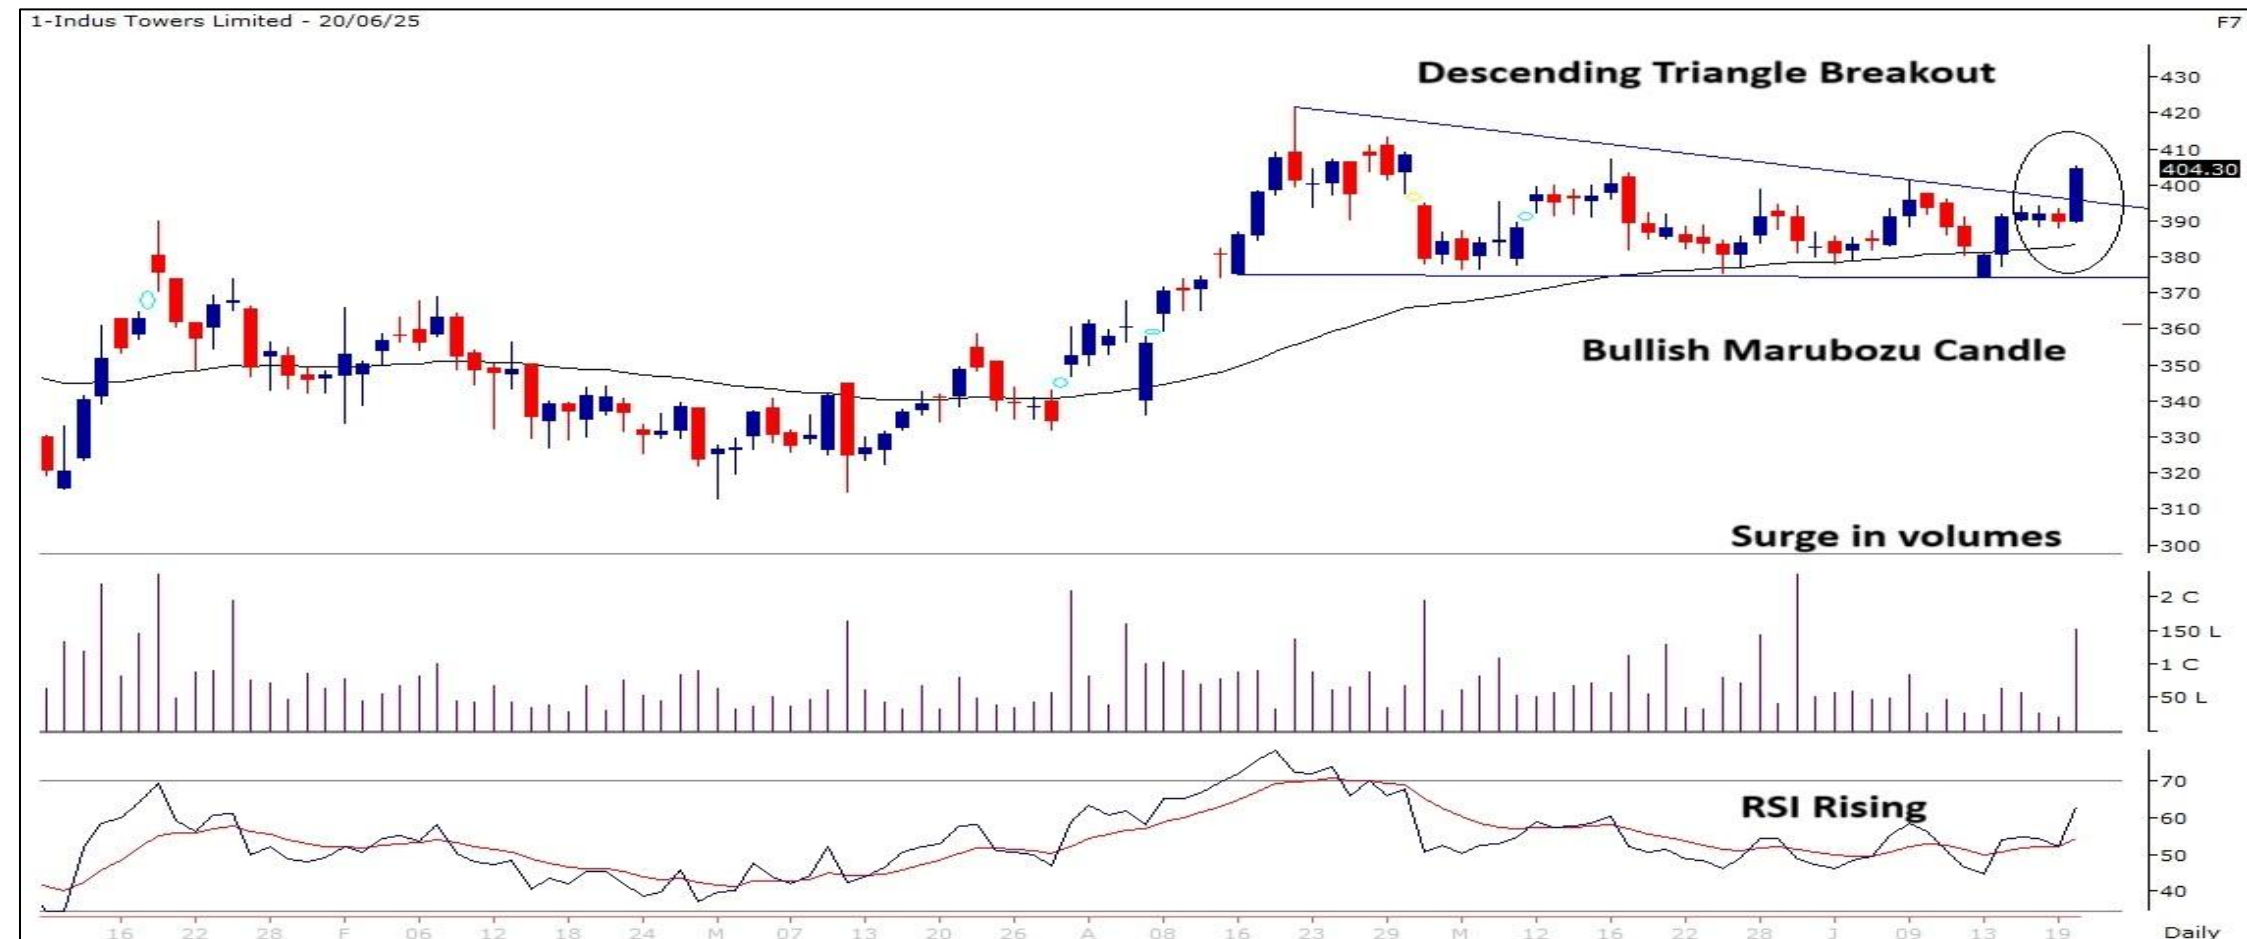 1-Indus Towers Limited - 20/06/25
F7
Descending Triangle Breakout
430
420
410
404.30
400
390
380
370
360
Bullish Marubozu Candle
350
340
330
320
310
Surge in volumes
300
2 C
150 L
1 C
50 L
70
RSI Rising
60
50
40
16 22 28 F 06 12 18 24 M 07 13 20 26 A 08 16 23 29 M 12 16 22 28 J 09 13 19 Daily